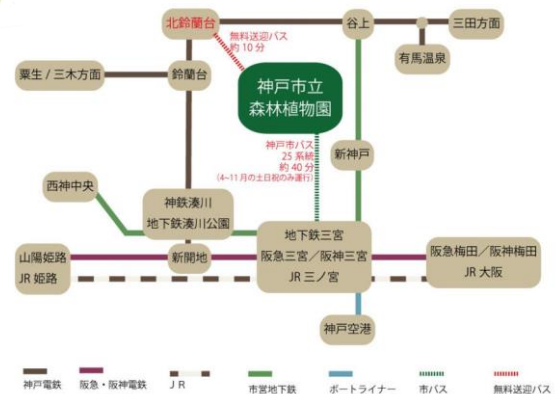 北鈴蘭台
谷上
三田方面
無料送迎バス
約10分
有馬温泉
粟生 / 三木方面
鈴蘭台
神戸市立
森林植物園
神戸市バス
25系統
約40分
(4~11月の土日祝のみ運行)
新神戸
西神中央
神鉄湊川
地下鉄湊川公園
地下鉄三宮
阪急三宮／阪神三宮
JR 三ノ宮
山陽姫路
JR 姫路
新開地
阪急梅田／阪神梅田
JR 大阪
神戸空港
神戸電鉄
阪急・阪神電鉄
JR
市営地下鉄
ポートライナー
市バス
無料送迎バス